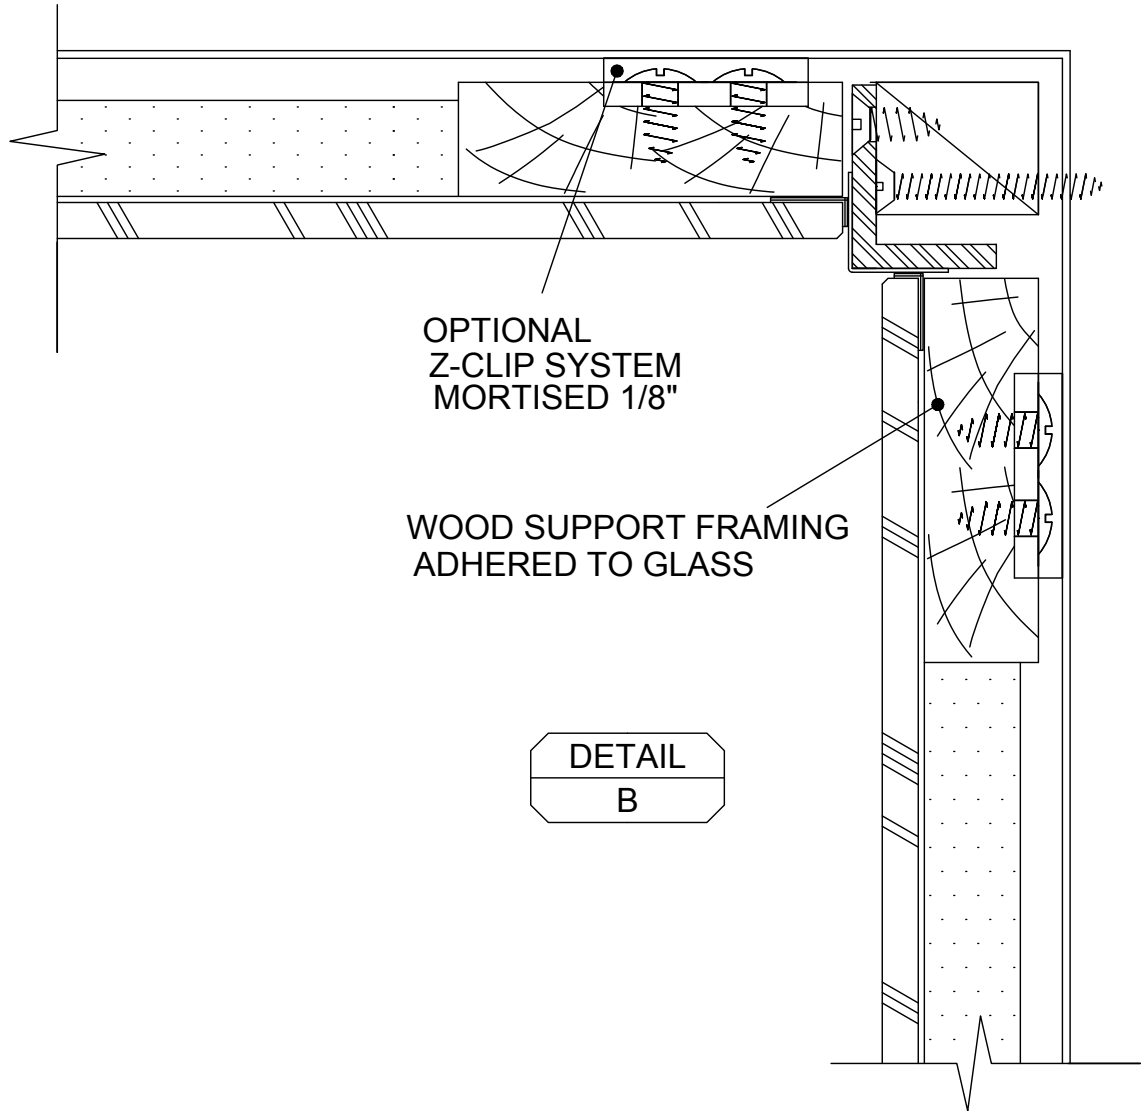 OPTIONAL
Z-CLIP SYSTEM
MORTISED 1/8"
WOOD SUPPORT FRAMING
ADHERED TO GLASS
DETAIL
B